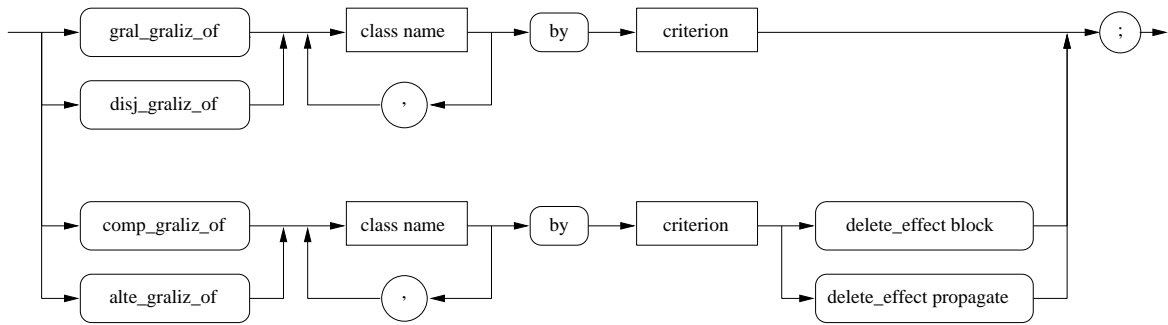 gral_graliz_of
class name
by
criterion
;
disj_graliz_of
,
comp_graliz_of
class name
by
criterion
delete_effect block
alte_graliz_of
,
delete_effect propagate